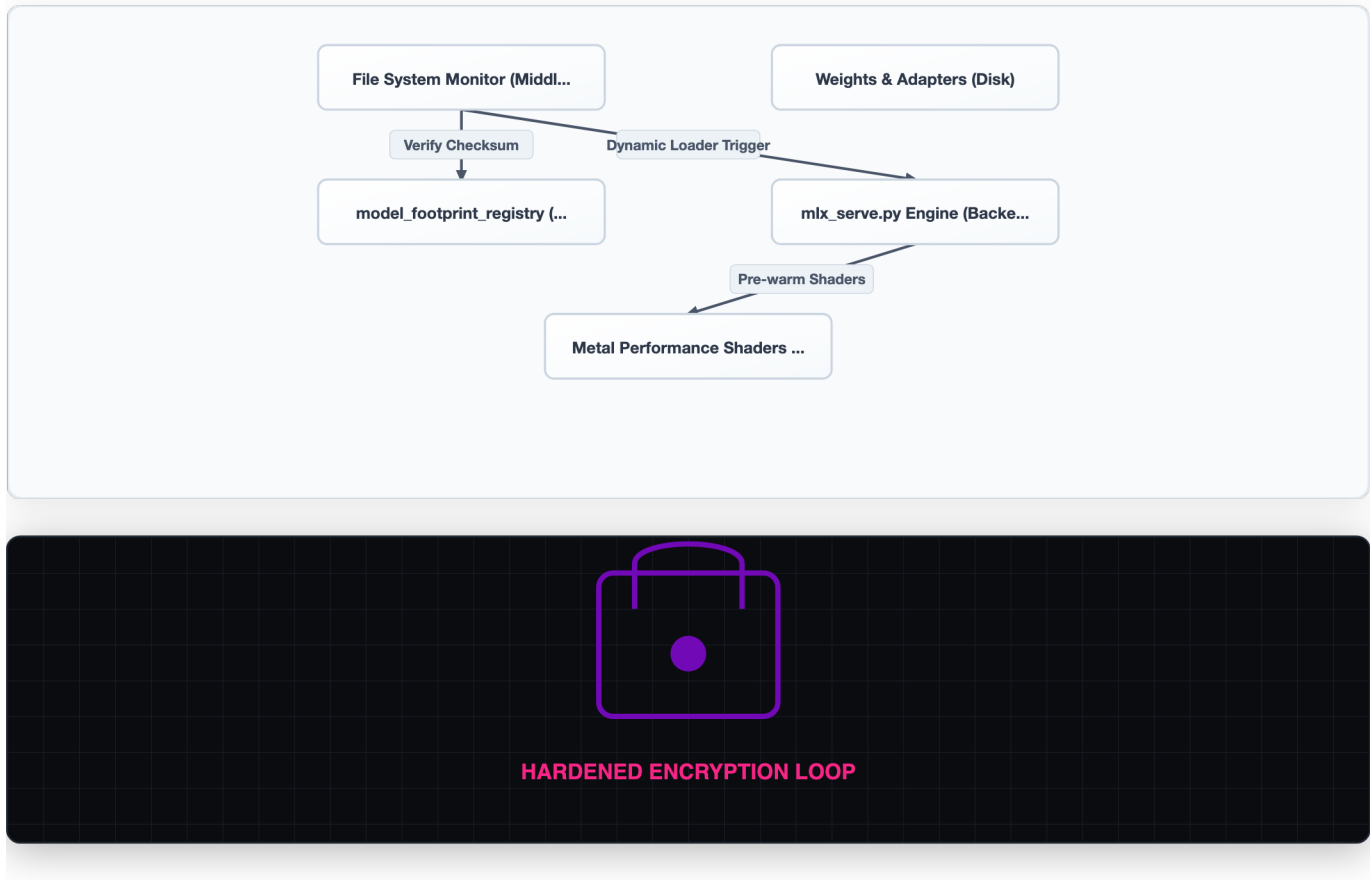 File System Monitor (Middl...
Weights & Adapters (Disk)
Verify Checksum
Dynamic Loader Trigger
model_footprint_registry (...
mlx_serve.py Engine (Backe...
Pre-warm Shaders
Metal Performance Shaders ...
HARDENED ENCRYPTION LOOP